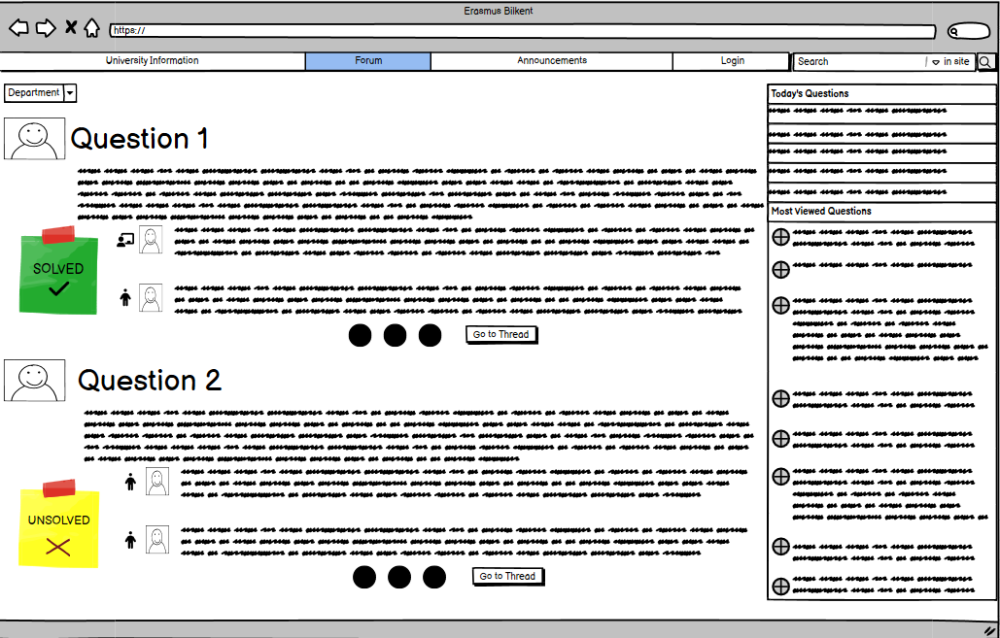 Erasmus Bilkent
https://
University Information
Forum
Announcements
Login
Search
in site
Department
Today's Questions
Question 1
Most Viewed Questions
SOLVED
Go to Thread
Question 2
UNSOLVED
Go to Thread